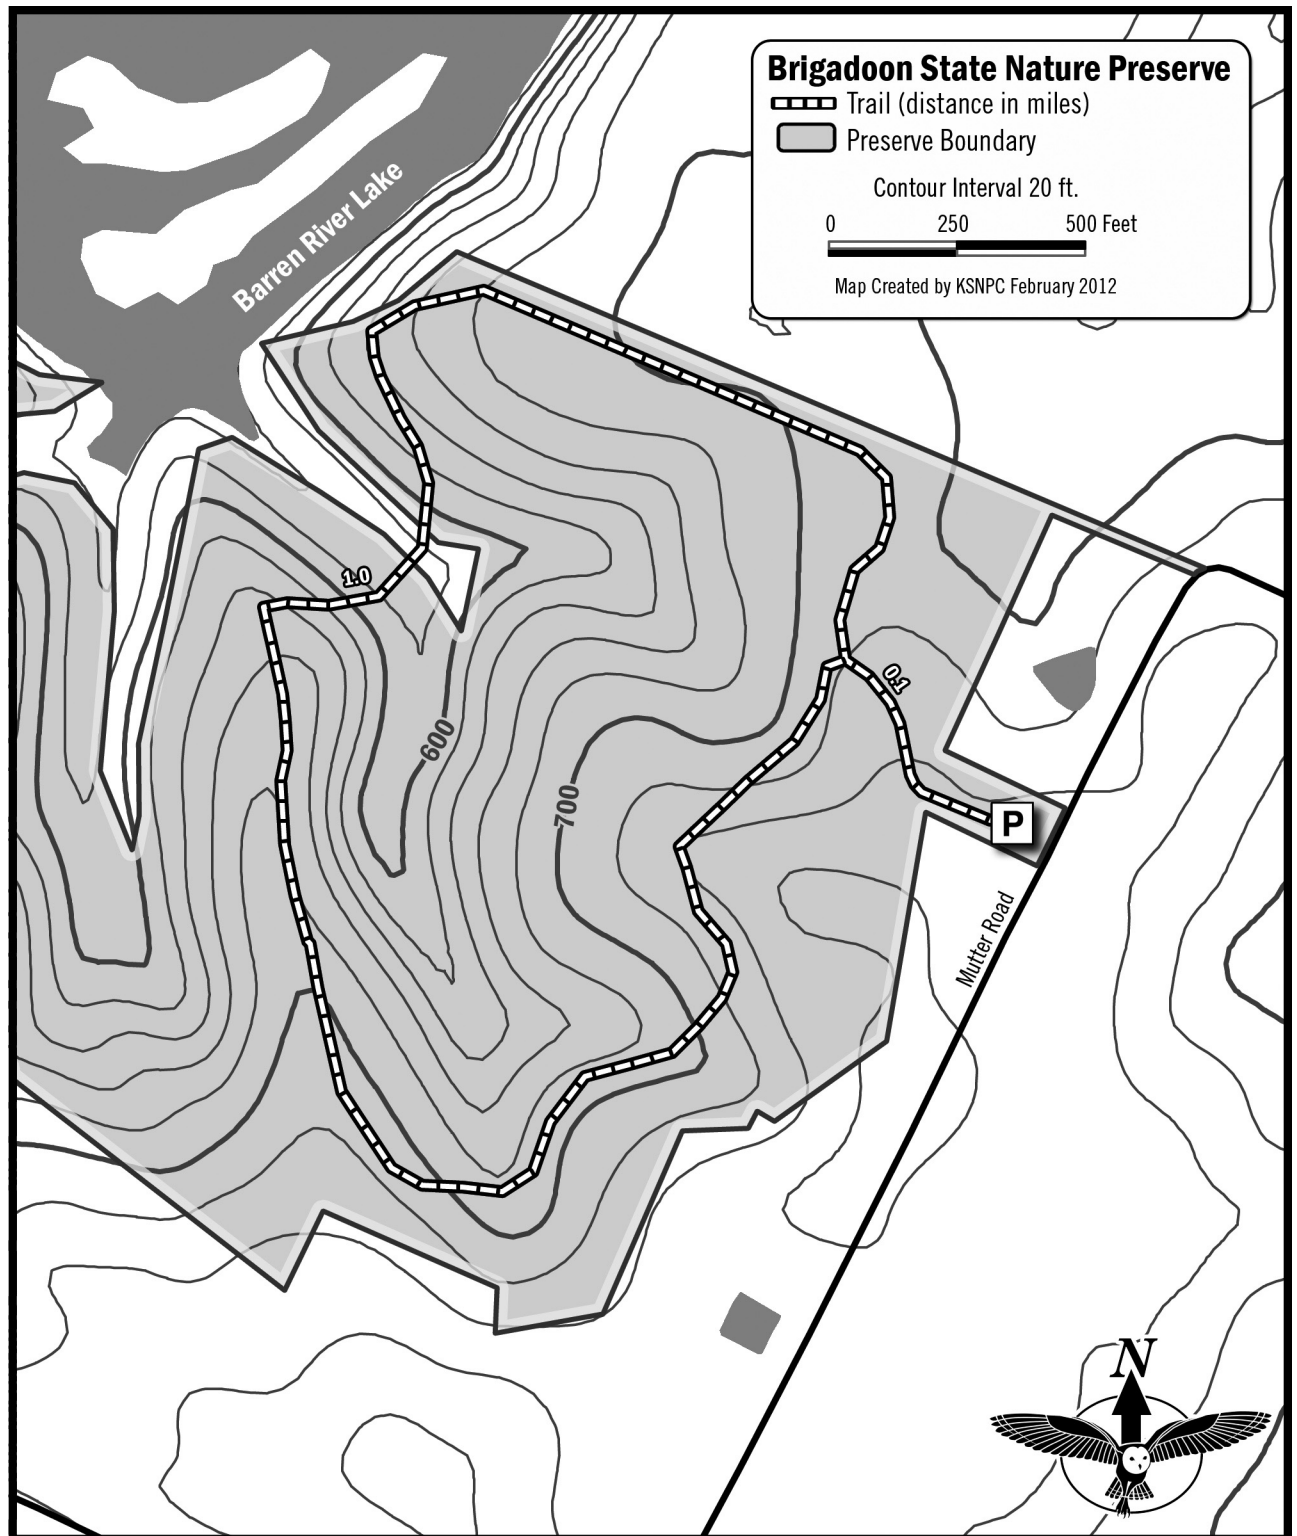 Brigadoon State Nature Preserve
Trail (distance in miles)
Preserve Boundary
Contour Interval 20 ft.
0 250 500 Feet
Map Created by KSNPC February 2012
Barren River Lake
1.0
0.1
600
700
P
Mutter Road
N